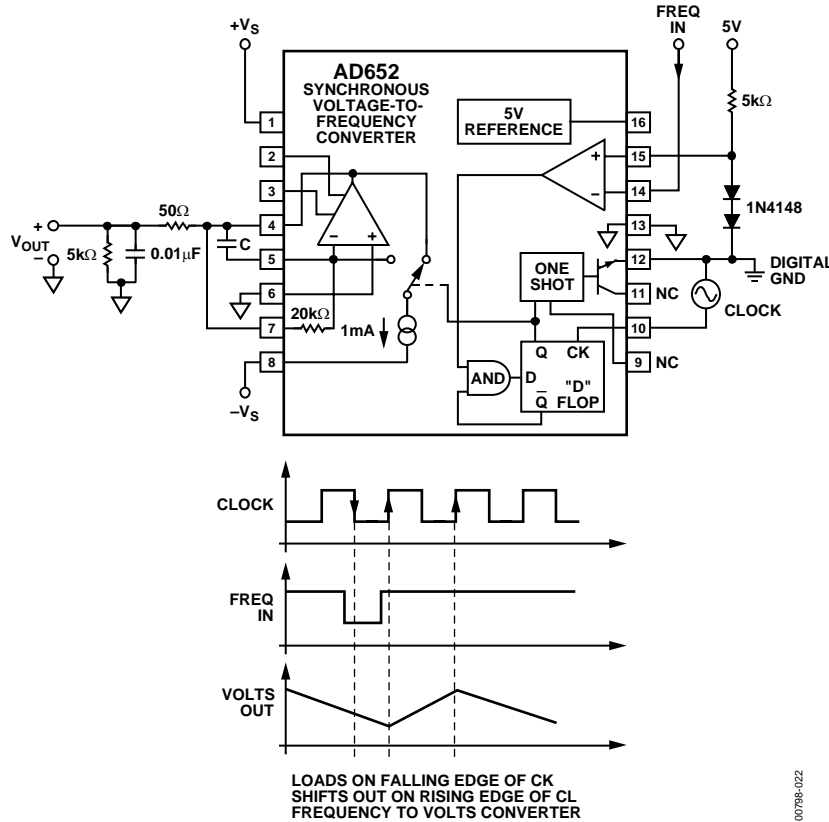 +VS
FREQ
IN
5V
AD652
SYNCHRONOUS
VOLTAGE-TO-
FREQUENCY
CONVERTER
5V
REFERENCE
5kΩ
1
2
3
4
5
6
7
8
16
15
14
13
12
11
10
9
+
–
–
+
1N4148
50Ω
+
VOUT
–
5kΩ
0.01µF
C
20kΩ
1mA
–VS
ONE
SHOT
DIGITAL
GND
NC
CLOCK
NC
Q
CK
AND
D
"D"
Q
FLOP
CLOCK
FREQ
IN
VOLTS
OUT
LOADS ON FALLING EDGE OF CK
SHIFTS OUT ON RISING EDGE OF CL
FREQUENCY TO VOLTS CONVERTER
00798-022